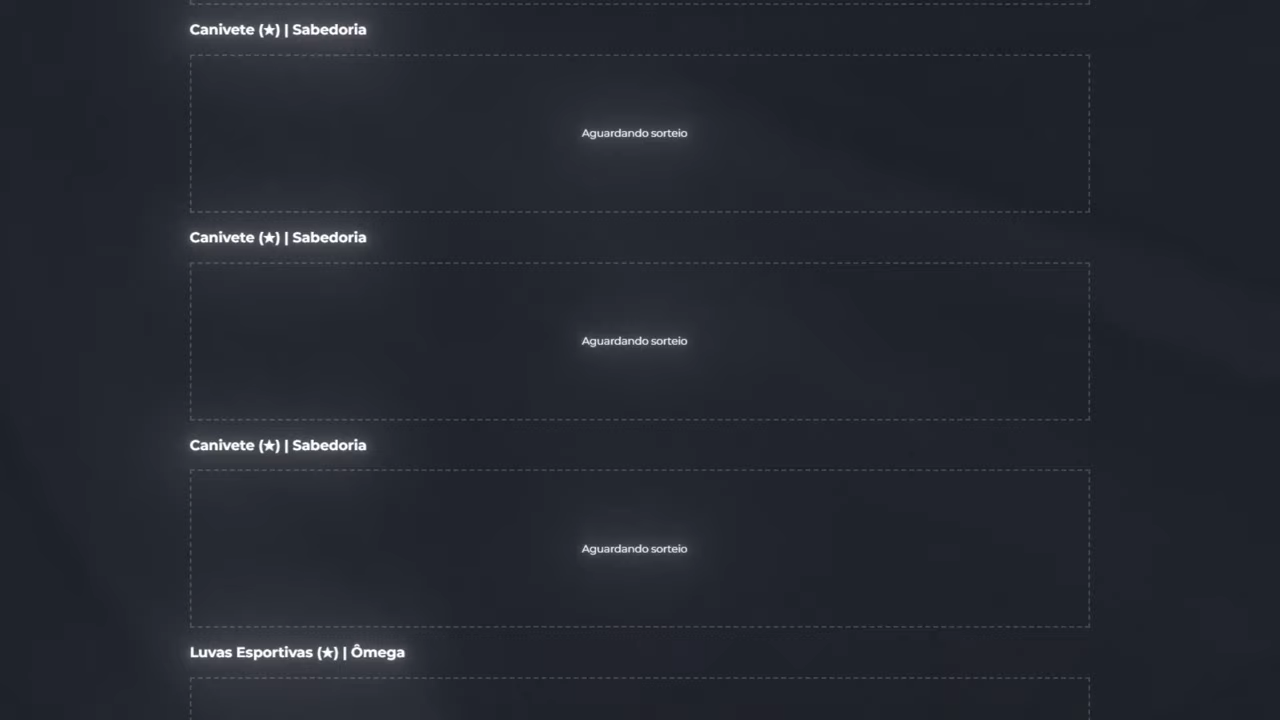 Canivete (★) | Sabedoria
Aguardando sorteio
Canivete (★) | Sabedoria
Aguardando sorteio
Canivete (★) | Sabedoria
Aguardando sorteio
Luvas Esportivas (★) | Ômega